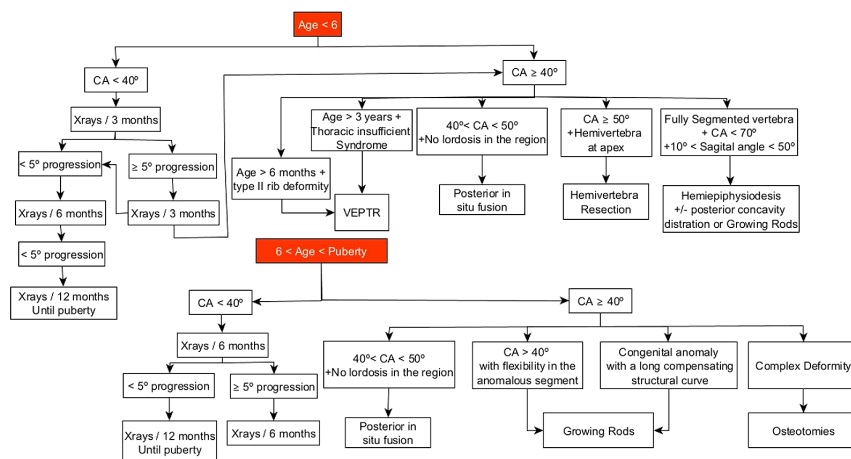 Age < 6
CA < 40º
CA ≥ 40º
Xrays / 3 months
< 5º progression
≥ 5º progression
Xrays / 6 months
Xrays / 3 months
< 5º progression
Xrays / 12 months
Until puberty
Age > 6 months +
type II rib deformity
Age > 3 years +
Thoracic insufficient
Syndrome
VEPTR
40º< CA < 50º
+No lordosis in the region
Posterior in
situ fusion
CA ≥ 50º
+Hemivertebra
at apex
Hemivertebra
Resection
Fully Segmented vertebra
+ CA < 70º
+10º < Sagital angle < 50º
Hemiepiphysiodesis
+/- posterior concavity
distration or Growing Rods
6 < Age < Puberty
CA < 40º
CA ≥ 40º
Xrays / 6 months
< 5º progression
≥ 5º progression
Xrays / 12 months
Until puberty
Xrays / 6 months
40º< CA < 50º
+No lordosis in the region
Posterior in
situ fusion
CA > 40º
with flexibility in the
anomalous segment
Congenital anomaly
with a long compensating
structural curve
Growing Rods
Complex Deformity
Osteotomies